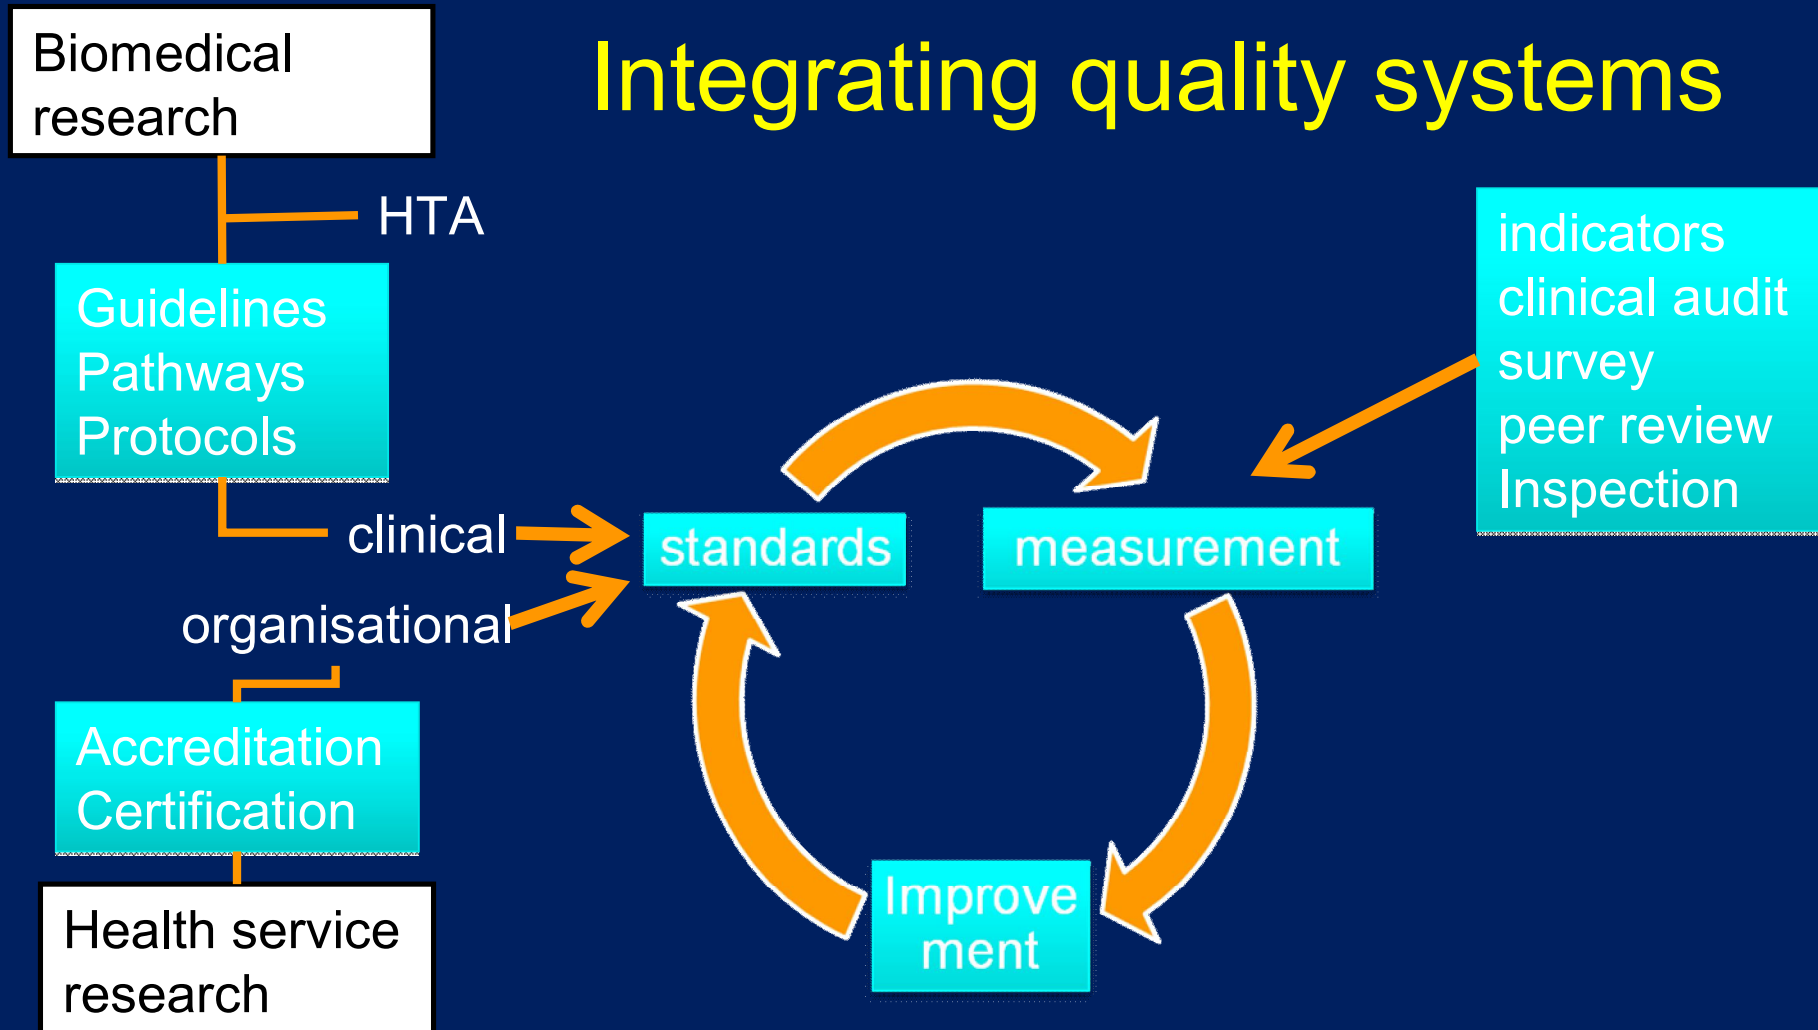 Integrating quality systems
Biomedical
research
HTA
Guidelines
Pathways
Protocols
clinical
organisational
Accreditation
Certification
Health service
research
standards
measurement
Improve
ment
indicators
clinical audit
survey
peer review
Inspection